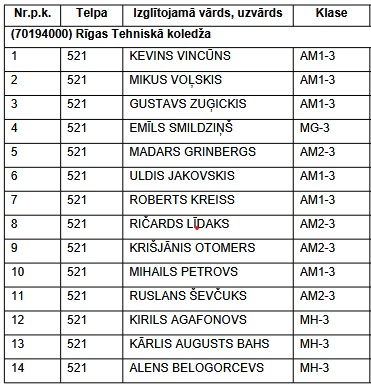 Nr.p.k. Telpa Izglītojamā vārds, uzvārds Klase
(70194000) Rīgas Tehniskā koledža
1 521 KEVINS VINCŪNS AM1-3
2 521 MIKUS VOĻSKIS AM1-3
3 521 GUSTAVS ZUĢICKIS AM1-3
4 521 EMĪLS SMILDZIŅŠ MG-3
5 521 MADARS GRINBERGS AM2-3
6 521 ULDIS JAKOVSKIS AM1-3
7 521 ROBERTS KREISS AM1-3
8 521 RIČARDS LĪDAKS AM2-3
9 521 KRIŠJĀNIS OTOMERS AM2-3
10 521 MIHAILS PETROVS AM1-3
11 521 RUSLANS ŠEVČUKS AM2-3
12 521 KIRILS AGAFONOVS MH-3
13 521 KĀRLIS AUGUSTS BAHS MH-3
14 521 ALENS BELOGORCEVS MH-3